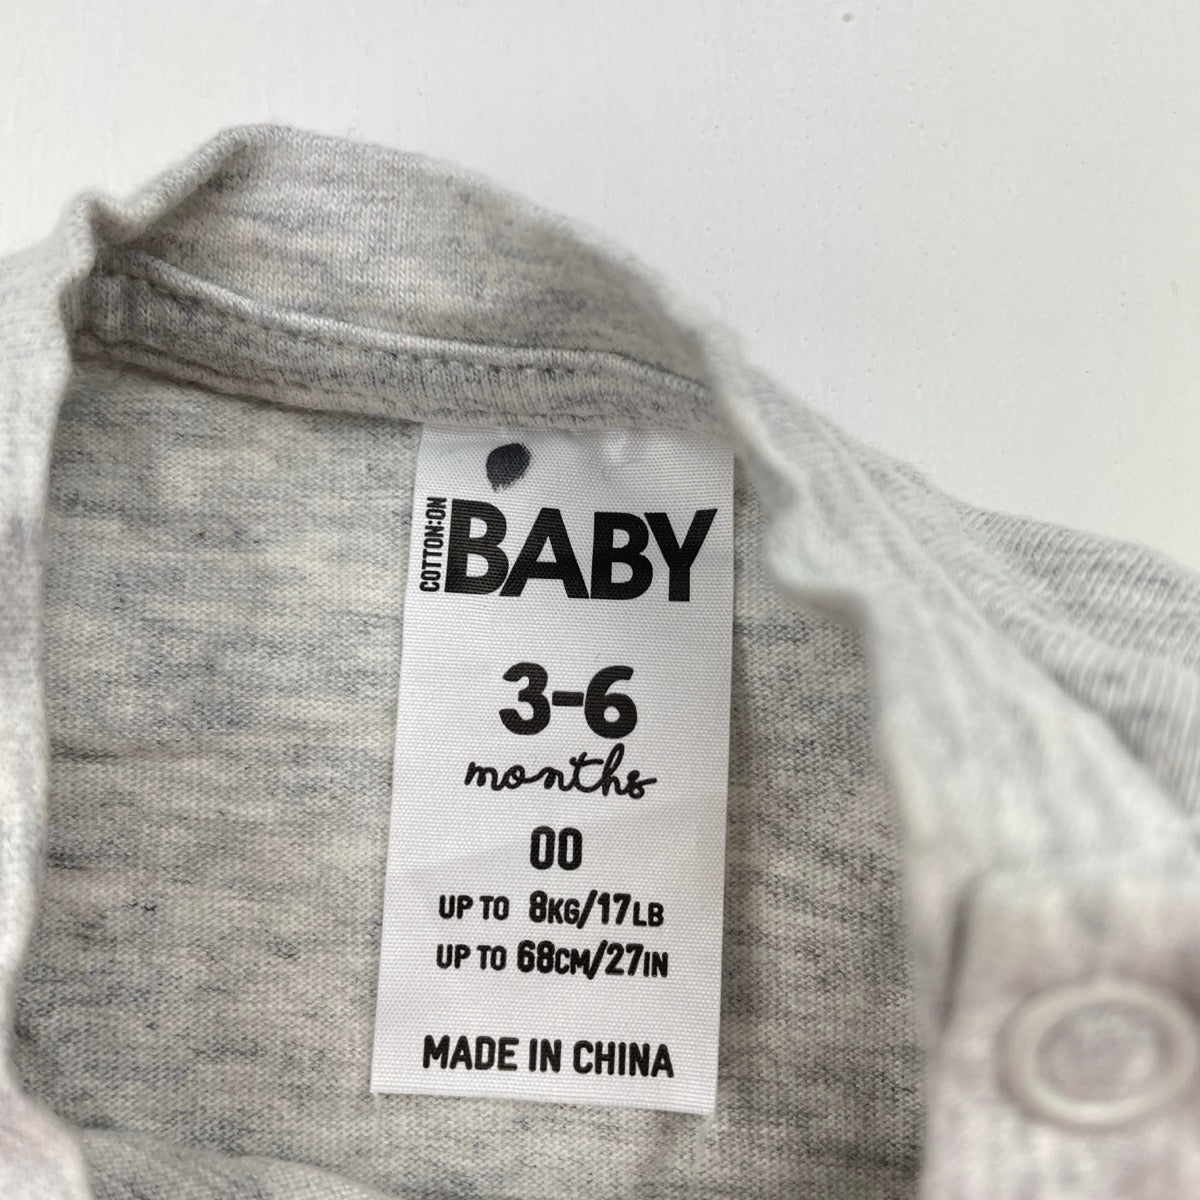 COTTON:ON
BABY
3-6
months
00
UP TO 8KG/17LB
UP TO 68CM/27IN
MADE IN CHINA